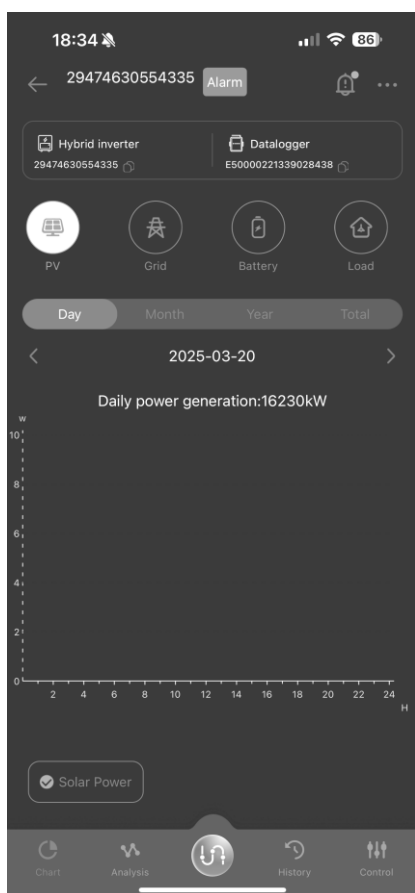 18:34
86
29474630554335 Alarm
Hybrid inverter
29474630554335
Datalogger
E50000221339028438
PV Grid Battery Load
Day Month Year Total
2025-03-20
Daily power generation:16230kW
W
10
8
6
4
2
0
2 4 6 8 10 12 14 16 18 20 22 24
H
Solar Power
Chart Analysis History Control